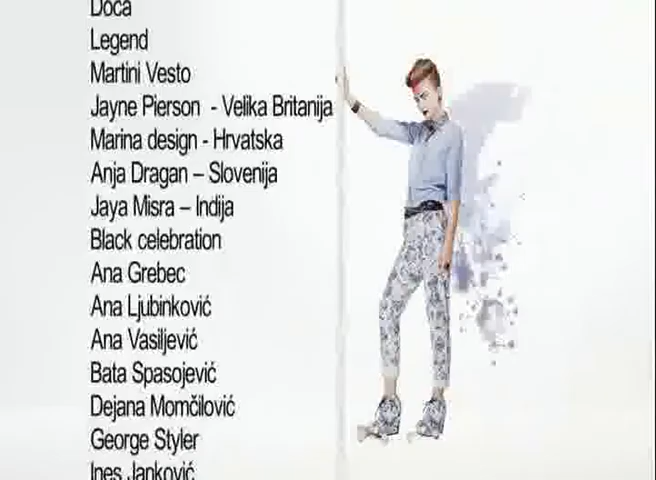 Doca
Legend
Martini Vesto
Jayne Pierson - Velika Britanija
Marina design - Hrvatska
Anja Dragan – Slovenija
Jaya Misra – Indija
Black celebration
Ana Grebec
Ana Ljubinković
Ana Vasiljević
Bata Spasojević
Dejana Momčilović
George Styler
Ines Janković